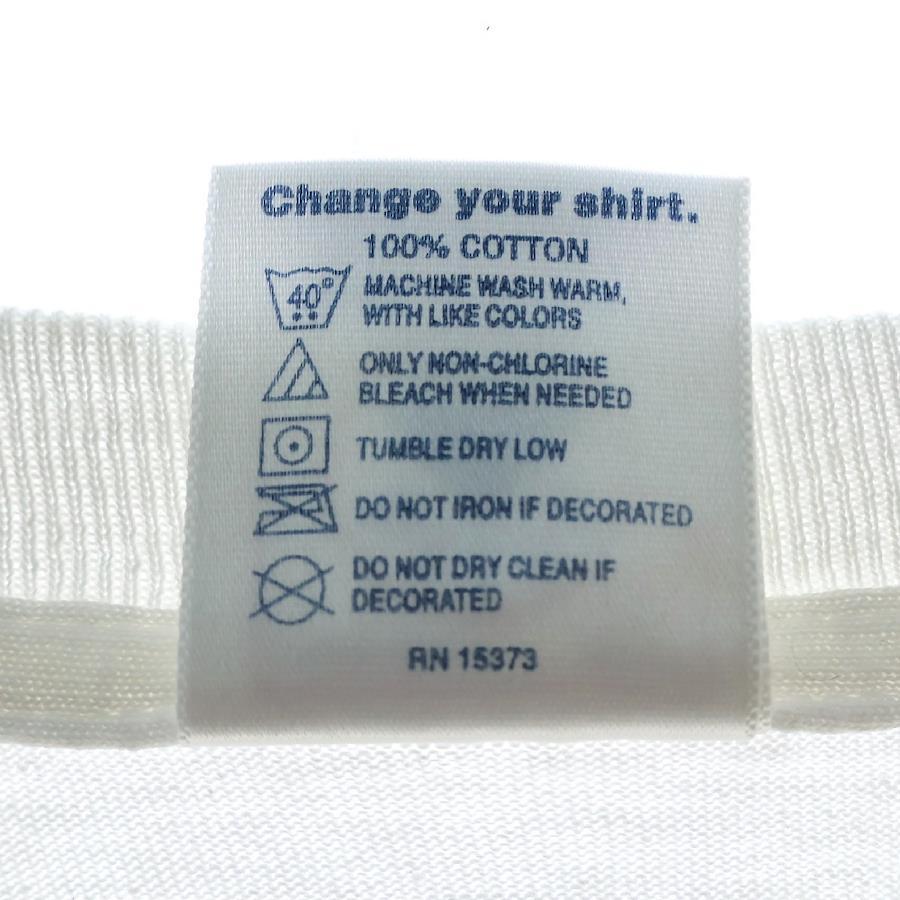 Change your shirt.
100% COTTON
40°
MACHINE WASH WARM,
WITH LIKE COLORS
ONLY NON-CHLORINE
BLEACH WHEN NEEDED
TUMBLE DRY LOW
DO NOT IRON IF DECORATED
DO NOT DRY CLEAN IF
DECORATED
RN 15373